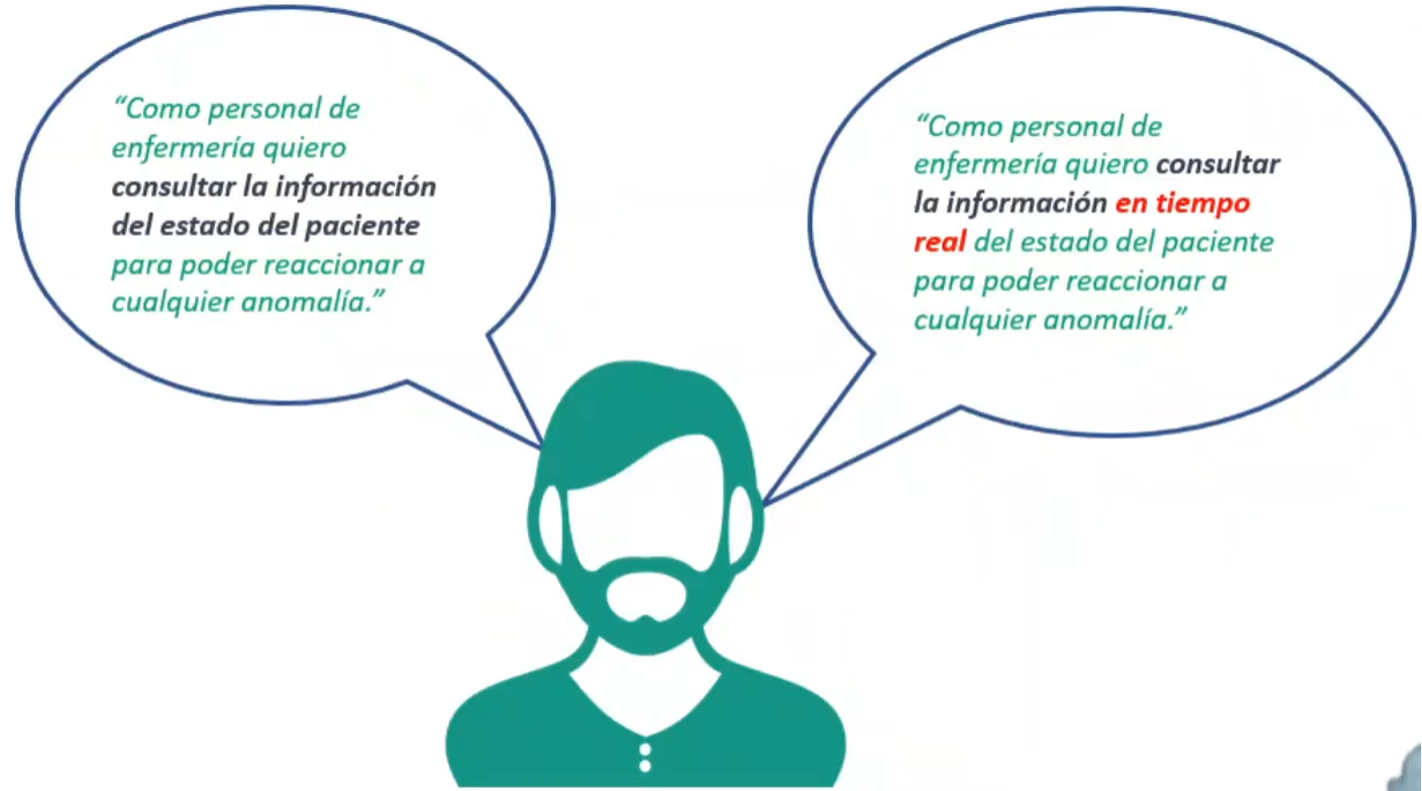 “Como personal de
enfermería quiero
consultar la información
del estado del paciente
para poder reaccionar a
cualquier anomalía.”
“Como personal de
enfermería quiero consultar
la información en tiempo
real del estado del paciente
para poder reaccionar a
cualquier anomalía.”